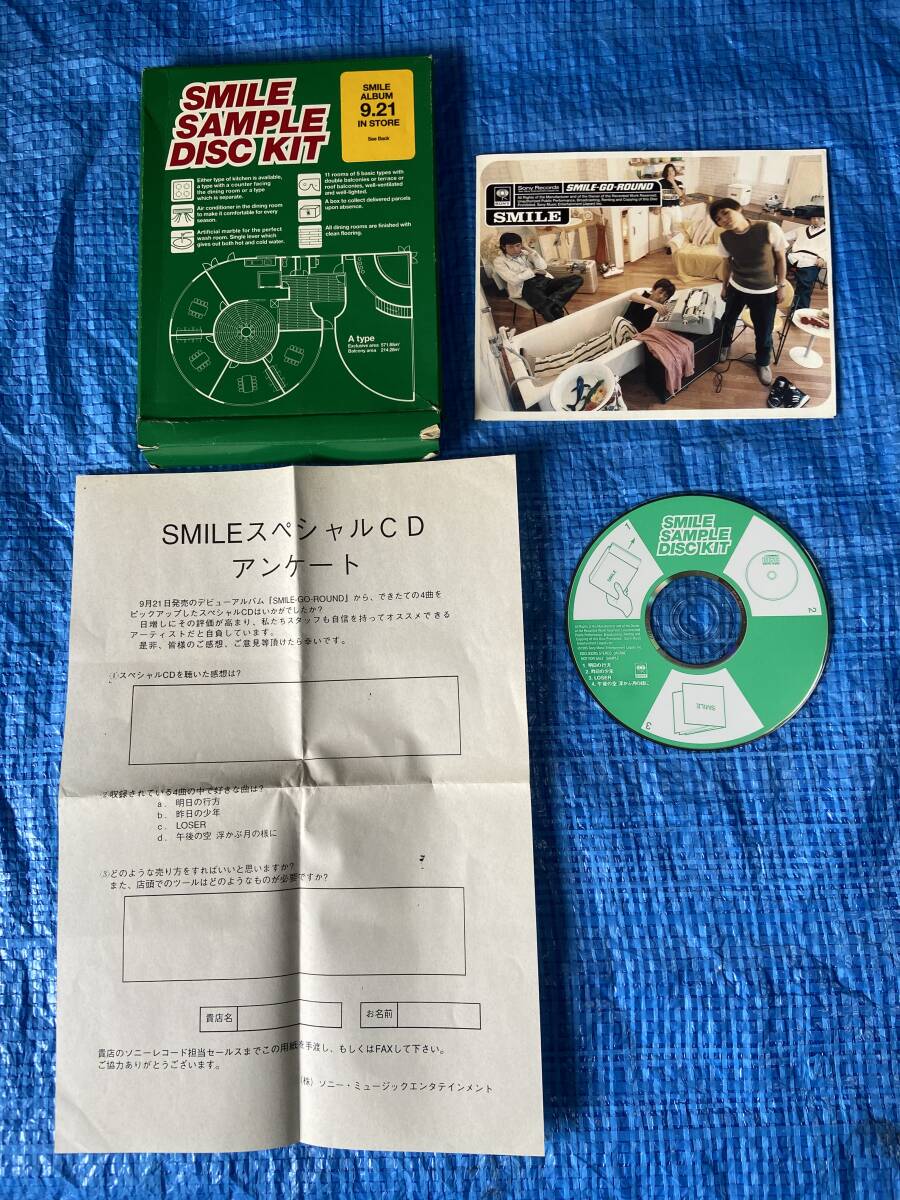 SMILE
SAMPLE
DISC KIT
SMILE
ALBUM
9.21
IN STORE
See Back
Either type of kitchen is available,
a type with a counter facing
the dining room or a type
which is separate.
Air conditioner in the dining room
to make it comfortable for every
season.
Artificial marble for the perfect
wash room. Single lever which
gives out both hot and cold water.
11 rooms of 5 basic types with
double balconies or terrace or
roof balconies, well-ventilated
and well-lighted.
A box to collect delivered parcels
upon absence.
All dining rooms are finished with
clean flooring.
A type
Exclusive area
Balcony area
Sony Records
SMILE-GO-ROUND
SMILE
SMILEスペシャルCD
アンケート
9月21日発売のデビューアルバム『SMILE-GO-ROUND』から、できたての4曲を
ピックアップしたスペシャルCDはいかがでしたか?
日増しにその評価が高まり、私たちスタッフも自信を持ってオススメできる
アーティストだと自負しています。
是非、皆様のご感想、ご意見等頂けたら幸いです。
①スペシャルCDを聴いた感想は?
②収録されている4曲の中で好きな曲は?
a. 明日の行方
b. 昨日の少年
c. LOSER
d. 午後の空 浮かぶ月の様に
③どのような売り方をすればいいと思いますか?
また、店頭でのツールはどのようなものが必要ですか?
貴店名
お名前
貴店のソニーレコード担当セールスまでこの用紙を手渡し、もしくはFAXして下さい。
ご協力ありがとうございます。
(株)ソニー・ミュージックエンタテインメント
SMILE
SAMPLE
DISC KIT
1
SMILE
2
1. 明日の行方
2. 昨日の少年
3. LOSER
4. 午後の空 浮かぶ月の様に
3
SMILE